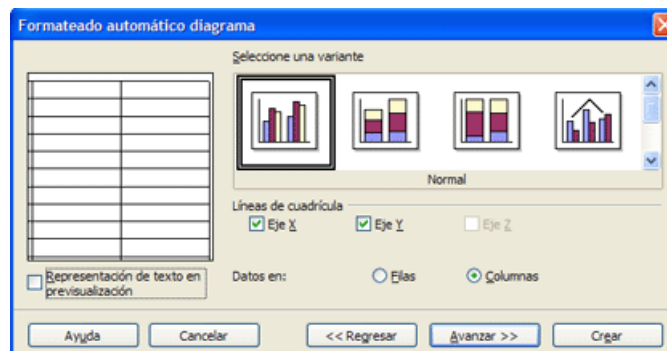 Formateado automático diagrama
Seleccione una variante
Normal
Líneas de cuadrícula
Eje X
Eje Y
Eje Z
Representación de texto en
previsualización
Datos en:
Filas
Columnas
Ayuda
Cancelar
<< Regresar
Avanzar >>
Crear